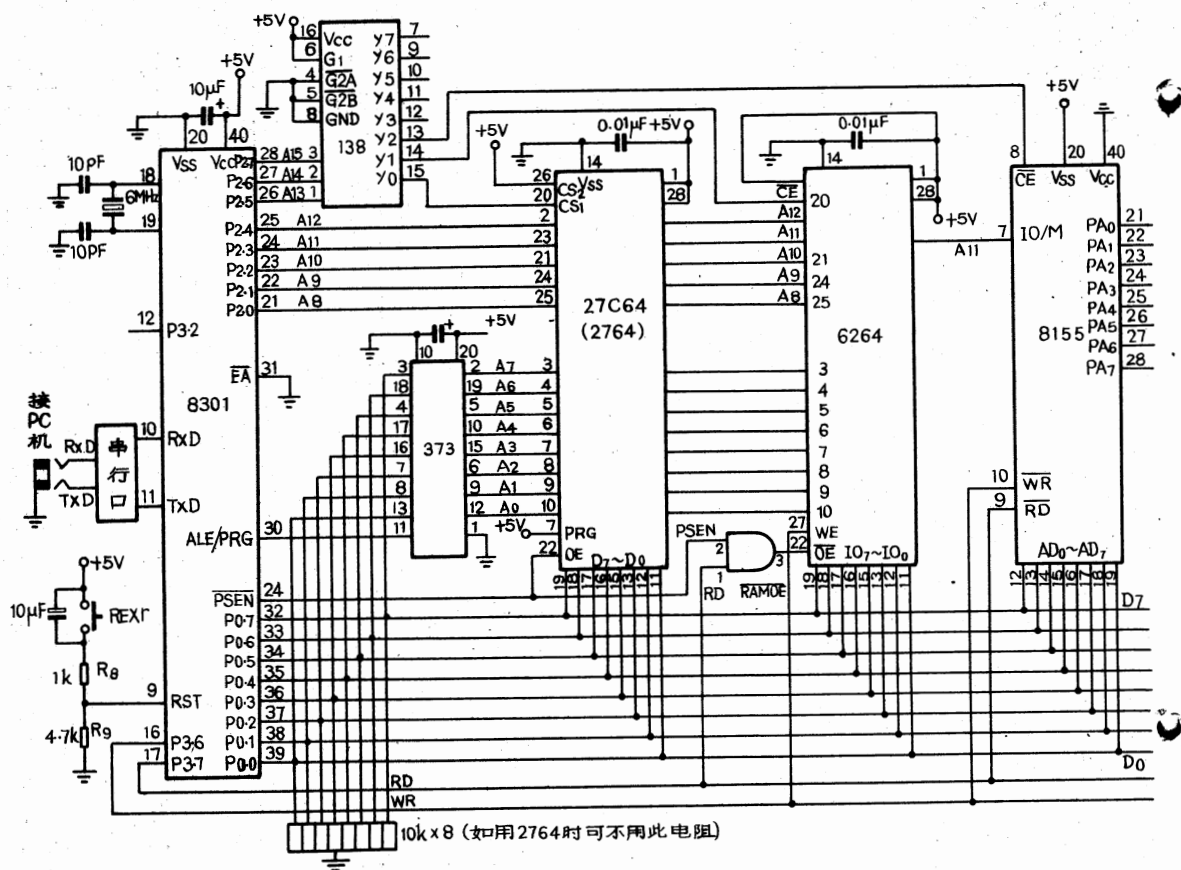 +5V
16 Vcc Y7 7
6 G1 Y6 9
4 G2A Y5 10
5 G2B Y4 11
8 GND Y3 12
Y2 13
138 Y1 14
Y0 15
+5V
10μF +
20 40
Vss Vcc
10PF
18
6MHz
19
10PF
P2.7 28 A15 3
P2.6 27 A14 2
P2.5 26 A13 1
P2.4 25 A12
P2.3 24 A11
P2.2 23 A10
P2.1 22 A9
P2.0 21 A8
12 P3.2
EA 31
8301
接
PC
机
RxD
TxD
串
行
口
10 RxD
11 TxD
ALE/PRG 30
PSEN 24
P0.7 32
P0.6 33
P0.5 34
P0.4 35
P0.3 36
P0.2 37
P0.1 38
P0.0 39
+5V
10μF
REXT
1k R8
4.7k R9
9 RST
16 P3.6
17 P3.7
+ +5V
10 20
3 2 A7 3
18 19 A6 4
4 5 A5 5
17 10 A4 6
16 15 A3 7
7 6 A2 8
8 9 A1 9
13 12 A0 10
11 1
373
+5V
0.01μF +5V
14
26 CS2 Vss 1
20 CS1 28
2
23
21
24
25
27C64
(2764)
+5V 7 PRG
22 OE D7~D0
19 18 17 16 15 13 12 11
0.01μF
14
CE 1
20 28
+5V
A12
A11
A10 21
A9 24
A8 25
6264
3
4
5
6
7
8
9
10
27 WE
22 OE IO7~IO0
19 18 17 16 15 13 12 11
PSEN
2
1 3
RD RAMOE
+5V
8 20 40
CE Vss Vcc
A11 7 IO/M
PA0 21
PA1 22
PA2 23
PA3 24
PA4 25
PA5 26
PA6 27
PA7 28
8155
10 WR
9 RD
AD0~AD7
12 13 14 15 16 17 18 19
D7
D0
RD
WR
10k×8 (如用2764时可不用此电阻)